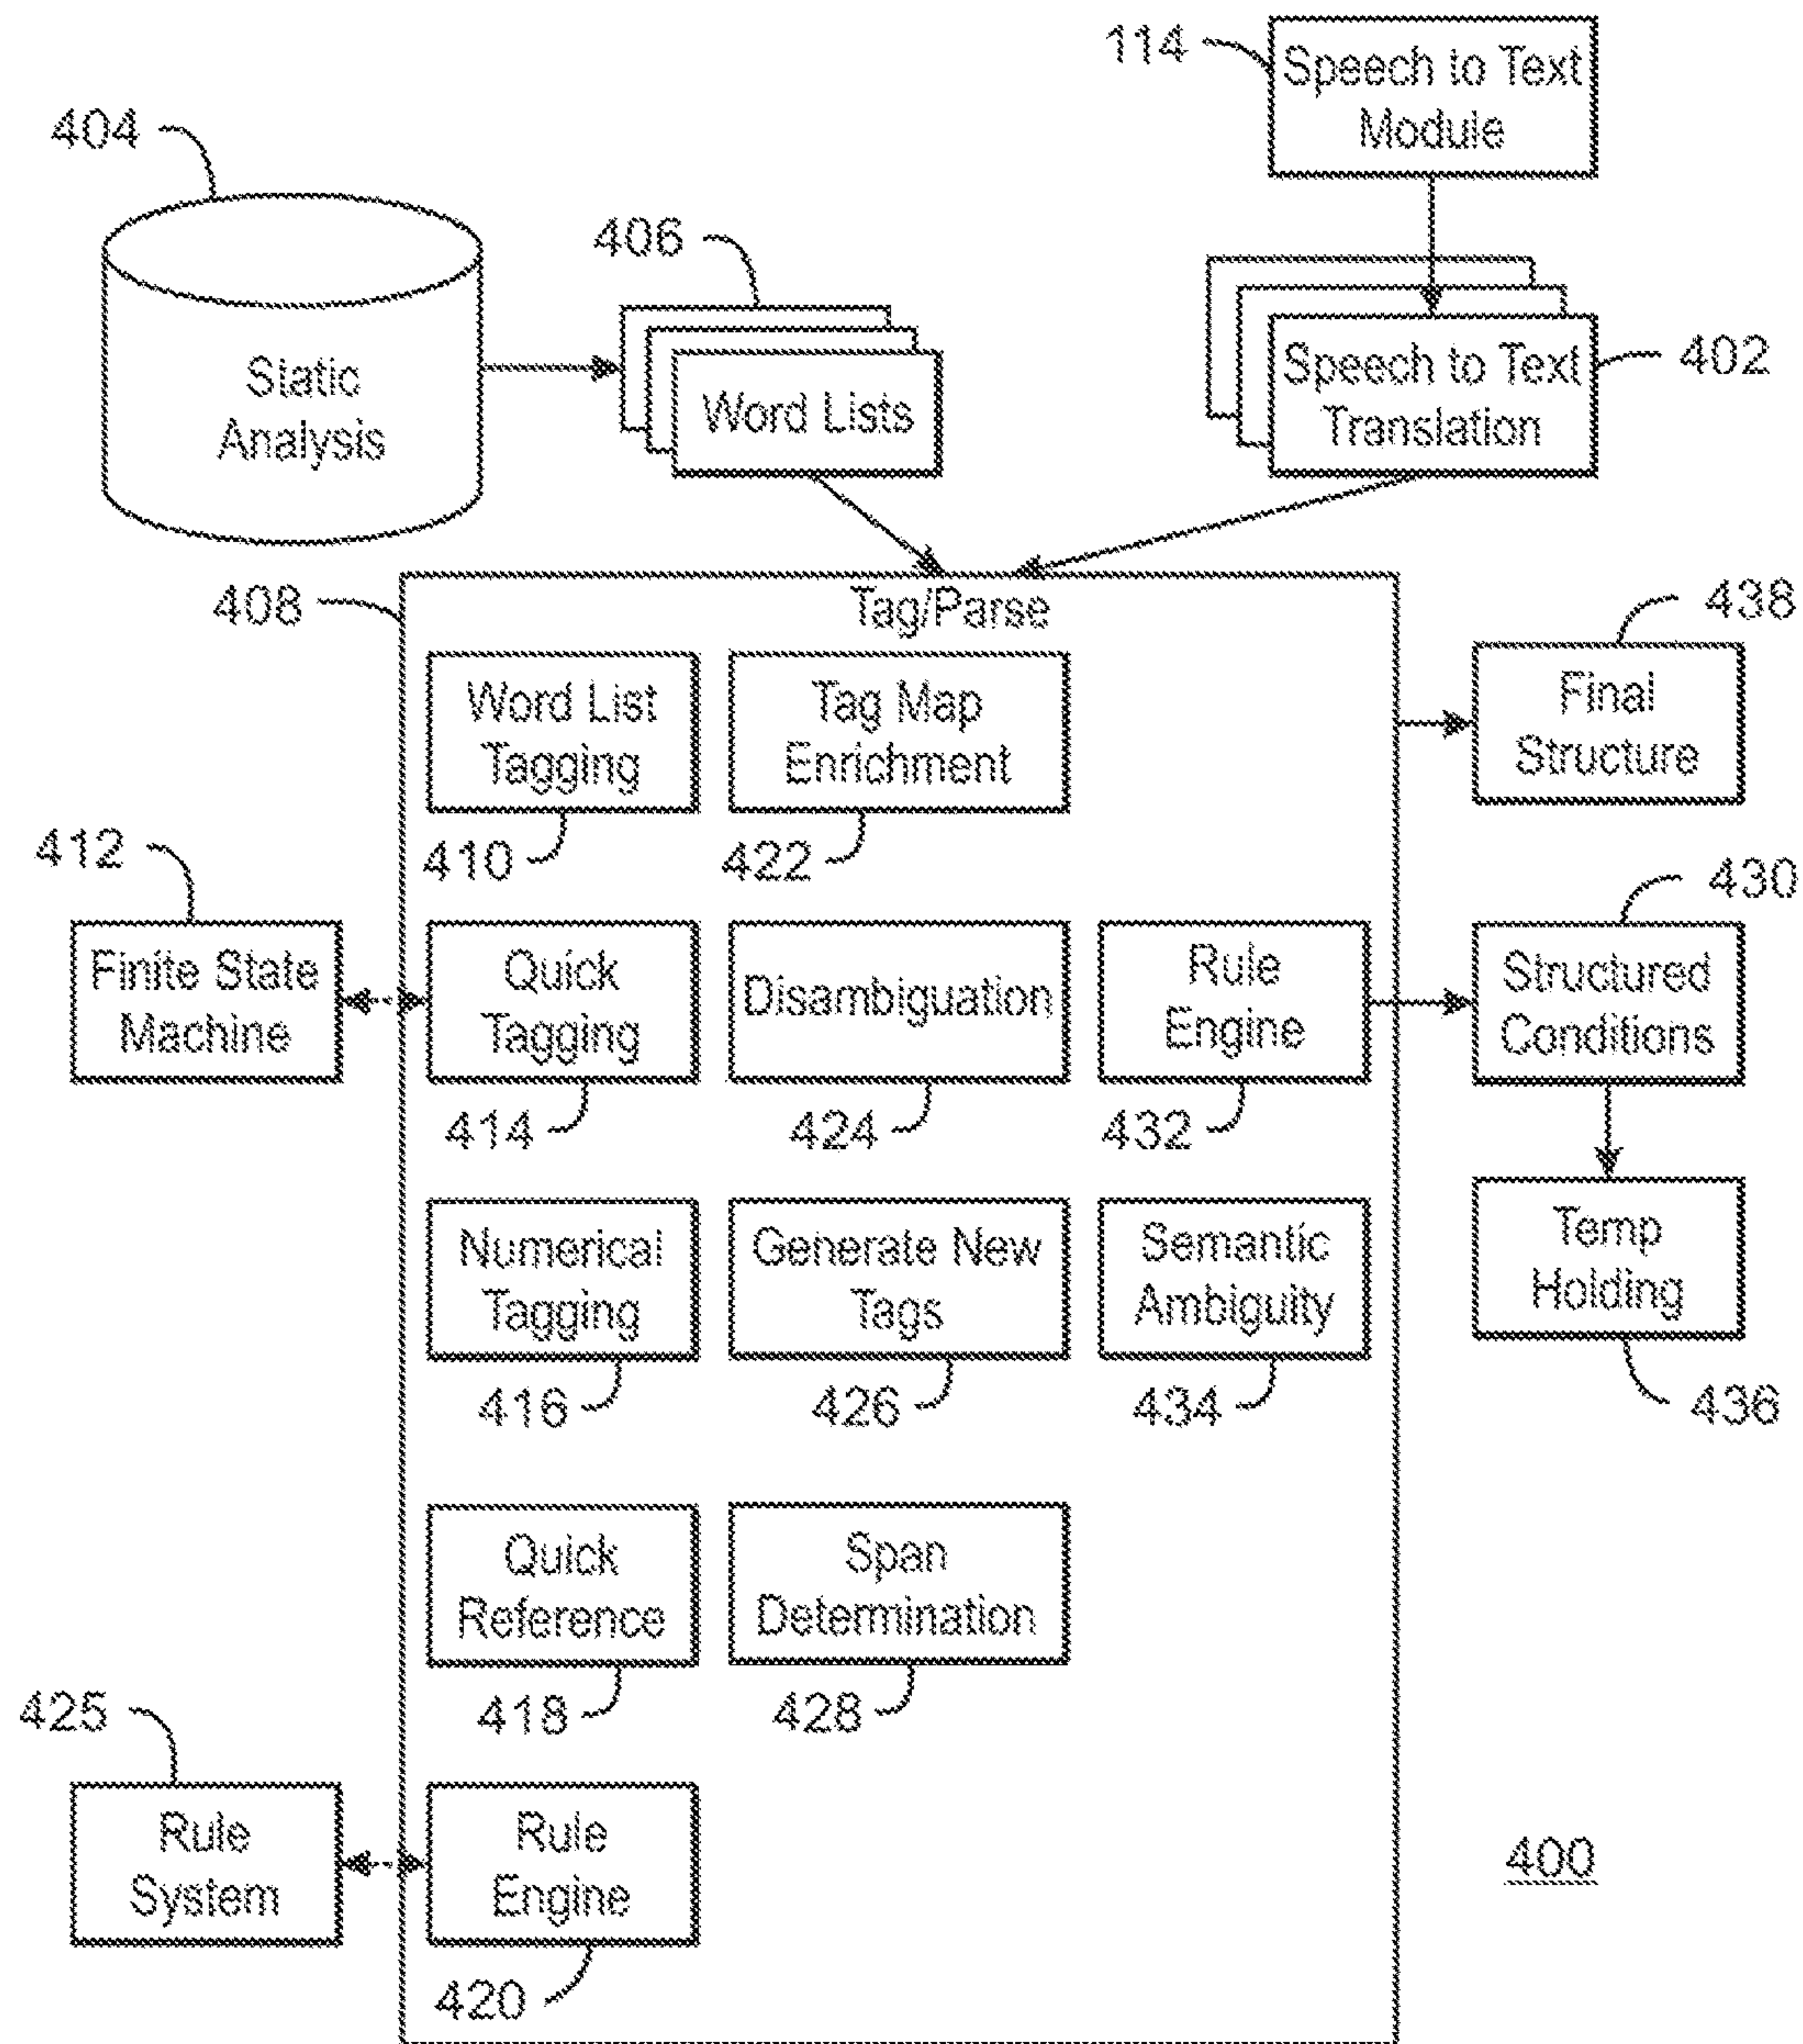 114
Speech to Text
Module
404
406
Static
Analysis
Word Lists
Speech to Text
Translation
402
408
Tag/Parse
438
Word List
Tagging
Tag Map
Enrichment
Final
Structure
410
422
412
430
Finite State
Machine
Quick
Tagging
Disambiguation
Rule
Engine
Structured
Conditions
414
424
432
Numerical
Tagging
Generate New
Tags
Semantic
Ambiguity
Temp
Holding
416
426
434
436
Quick
Reference
Span
Determination
418
428
425
Rule
System
Rule
Engine
400
420